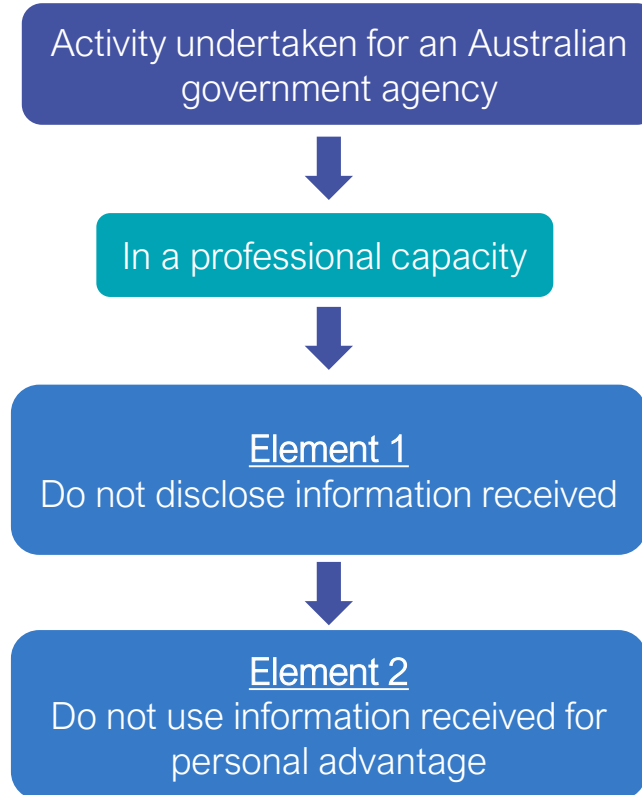 Activity undertaken for an Australian
government agency
In a professional capacity
Element 1
Do not disclose information received
Element 2
Do not use information received for
personal advantage